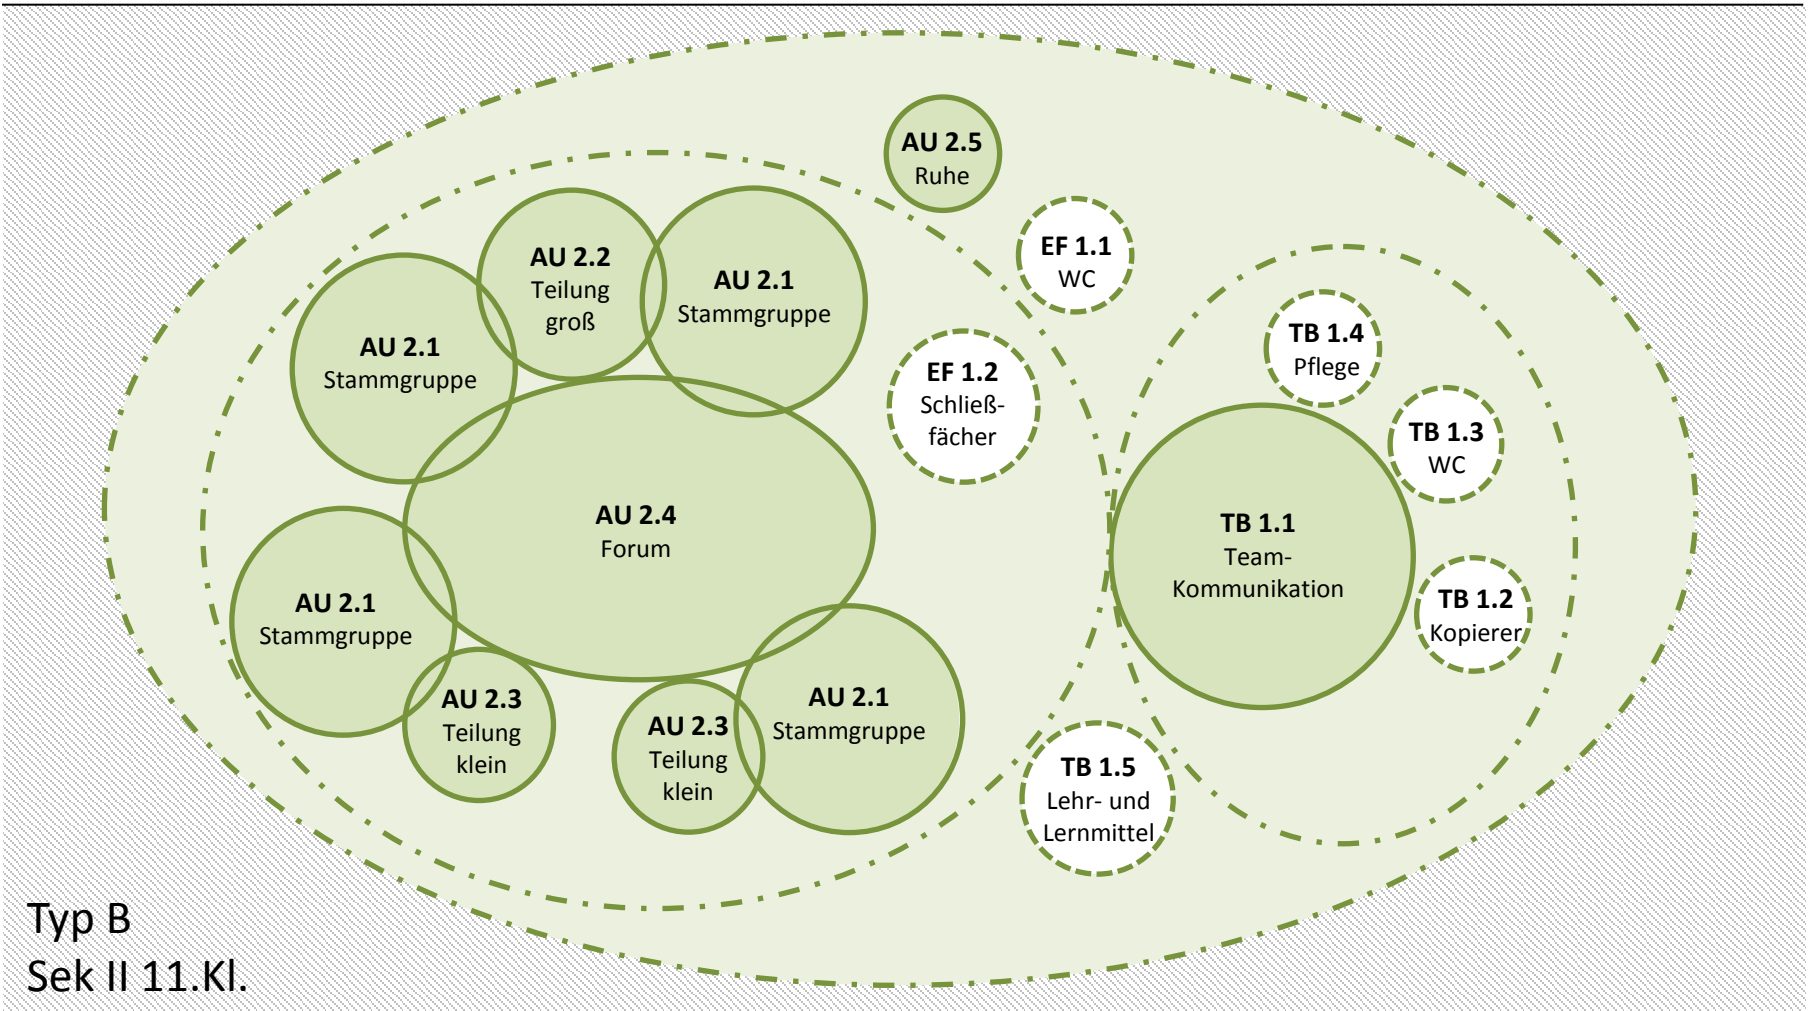 AU 2.5
Ruhe
EF 1.1
WC
AU 2.2
Teilung
groß
AU 2.1
Stammgruppe
AU 2.1
Stammgruppe
EF 1.2
Schließ-
fächer
TB 1.4
Pflege
TB 1.3
WC
AU 2.4
Forum
TB 1.1
Team-
Kommunikation
TB 1.2
Kopierer
AU 2.1
Stammgruppe
AU 2.3
Teilung
klein
AU 2.3
Teilung
klein
AU 2.1
Stammgruppe
TB 1.5
Lehr- und
Lernmittel
Typ B
Sek II 11.Kl.